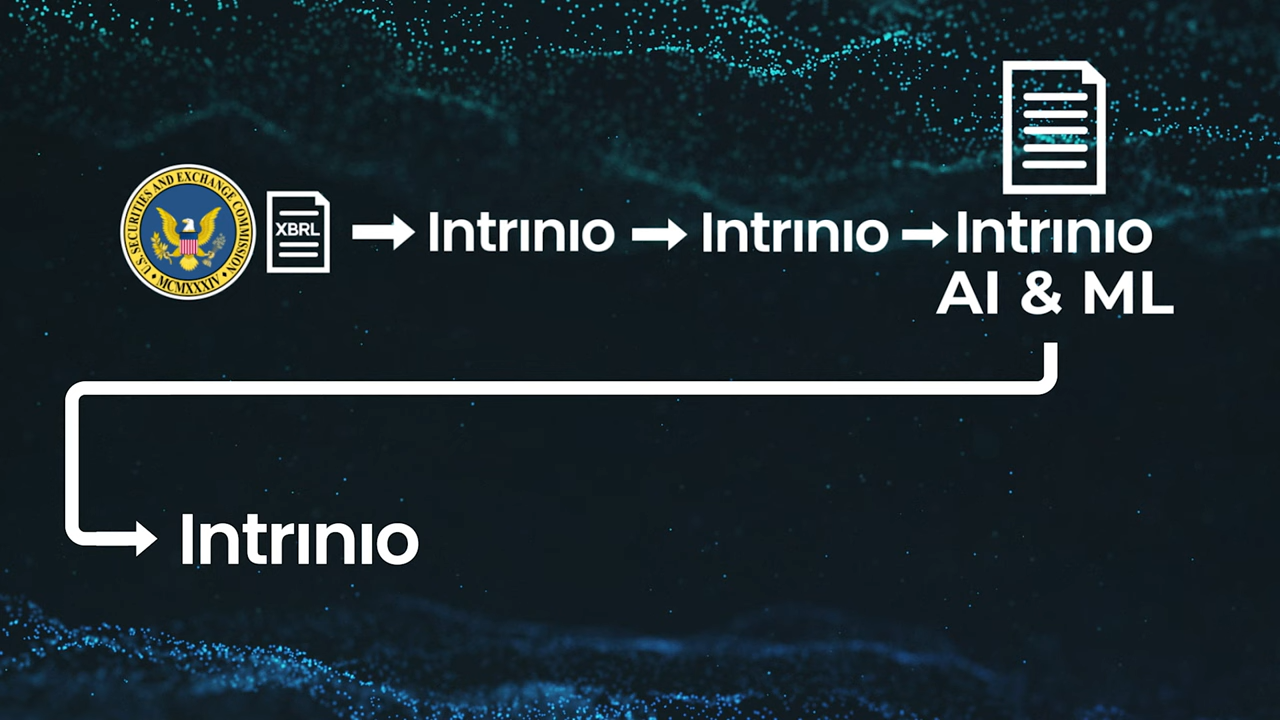 U.S. SECURITIES AND EXCHANGE COMMISSION
MCMXXXIV
XBRL
Intrinio
Intrinio
Intrinio
AI & ML
Intrinio